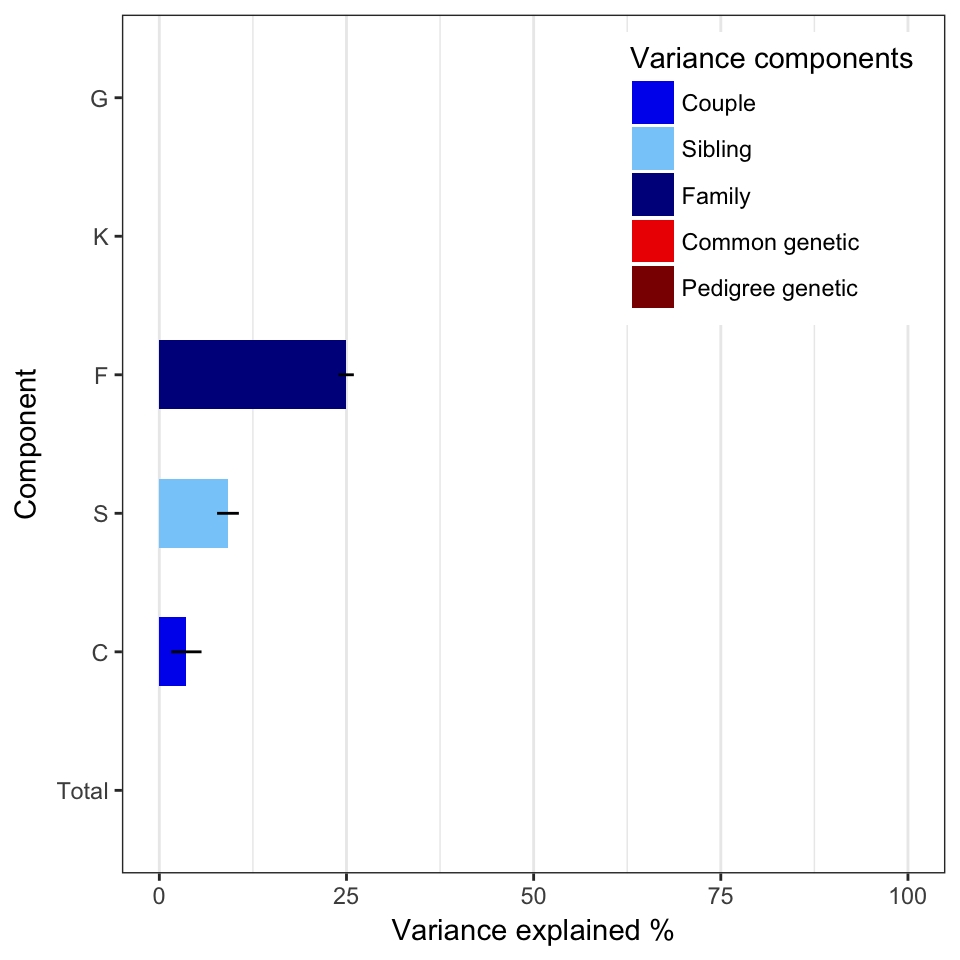 Variance components
Couple
Sibling
Family
Common genetic
Pedigree genetic
G
K
F
S
C
Total
Component
0 25 50 75 100
Variance explained %